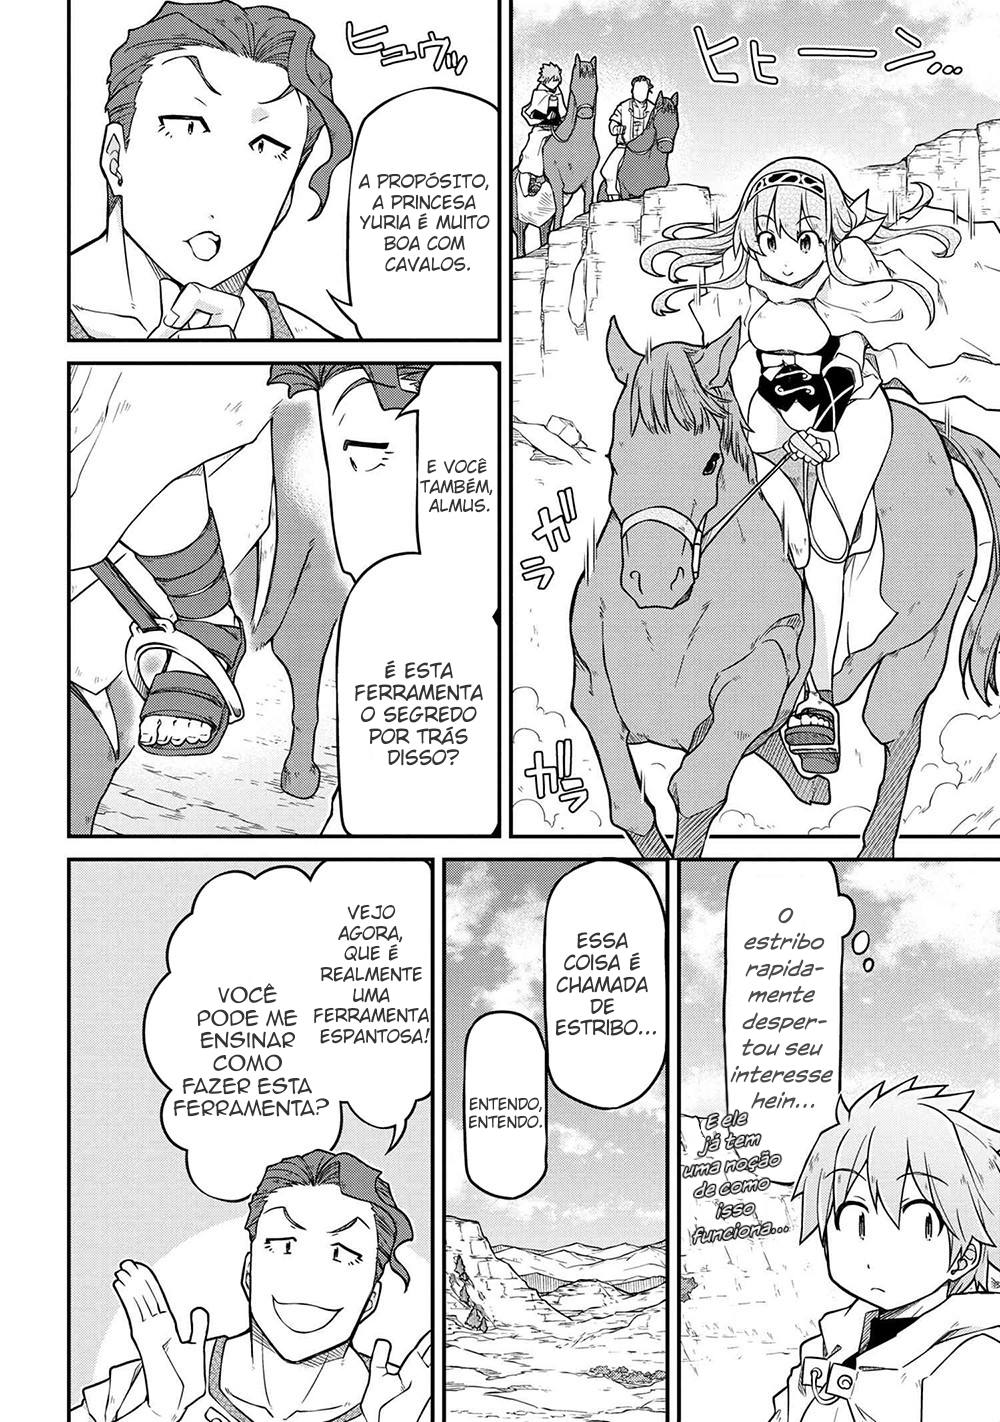 ヒヒーン...
ガラ
ガラ
ヒュウッ
A PROPÓSITO,
A PRINCESA
YURIA É MUITO
BOA COM
CAVALOS.
E VOCÊ
TAMBÉM,
ALMUS.
É ESTA
FERRAMENTA
O SEGREDO
POR TRÁS
DISSO?
O
estribo
rapida-
mente
desper-
tou seu
interesse
hein...
E ele
já tem
uma noção
de como
isso
funciona...
ESSA
COISA É
CHAMADA
DE
ESTRIBO...
ENTENDO,
ENTENDO.
VEJO
AGORA,
QUE É
REALMENTE
UMA
FERRAMENTA
ESPANTOSA!
VOCÊ
PODE ME
ENSINAR
COMO
FAZER ESTA
FERRAMENTA?